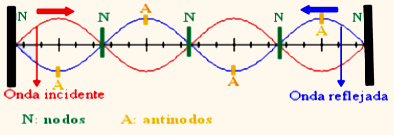 N N A N N A N
A A
Onda incidente Onda reflejada
N: nodos A: antinodos